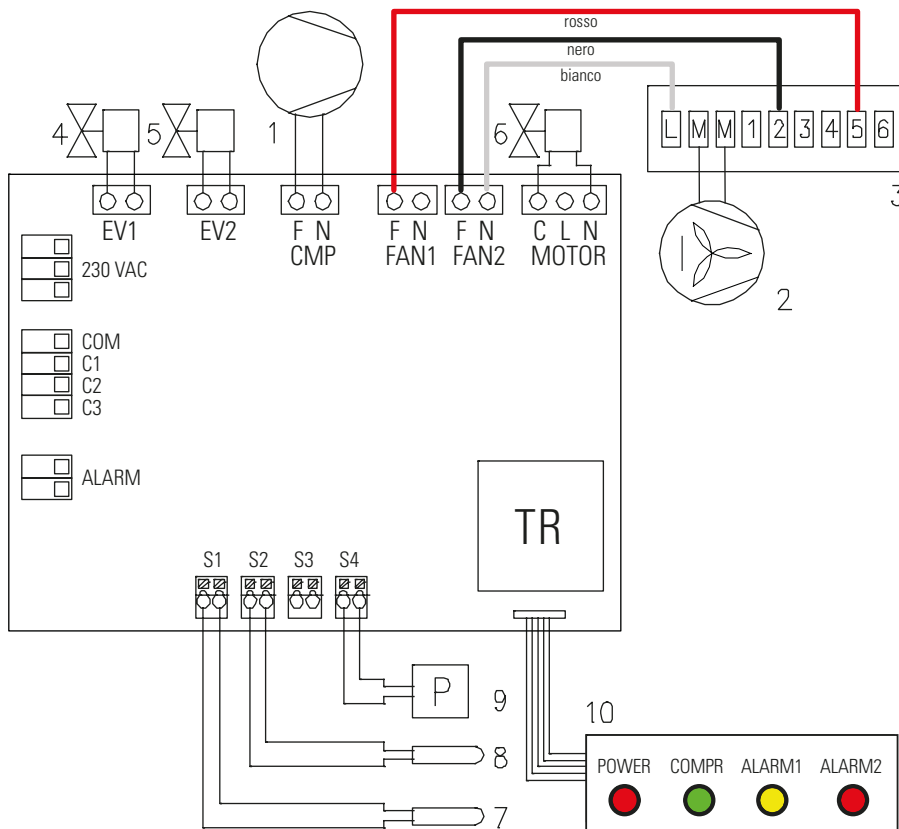 rosso
nero
bianco
4
5
1
6
L M M 1 2 3 4 5 6
3
EV1
EV2
F N
CMP
F N
FAN1
F N
FAN2
C L N
MOTOR
2
230 VAC
COM
C1
C2
C3
ALARM
TR
S1
S2
S3
S4
P
9
8
7
10
POWER
COMPR
ALARM1
ALARM2